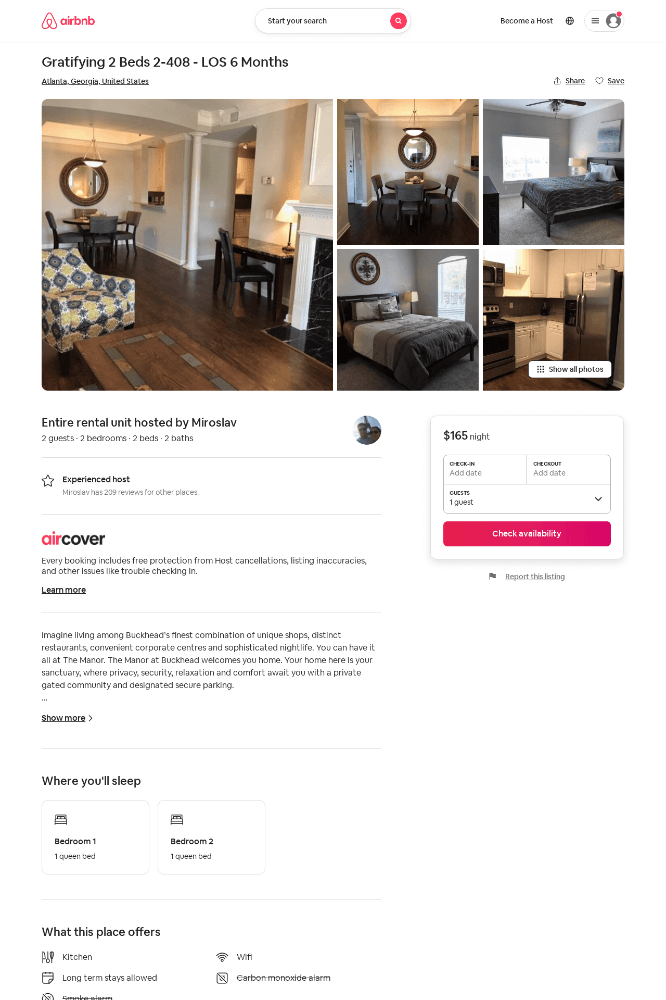 airbnb
Start your search
Become a Host
Gratifying 2 Beds 2-408 - LOS 6 Months
Atlanta, Georgia, United States
Share
Save
Show all photos
Entire rental unit hosted by Miroslav
2 guests · 2 bedrooms · 2 beds · 2 baths
Experienced host
Miroslav has 209 reviews for other places.
aircover
Every booking includes free protection from Host cancellations, listing inaccuracies,
and other issues like trouble checking in.
Learn more
Imagine living among Buckhead’s finest combination of unique shops, distinct
restaurants, convenient corporate centres and sophisticated nightlife. You can have it
all at The Manor. The Manor at Buckhead welcomes you home. Your home here is your
sanctuary, where privacy, security, relaxation and comfort await you with a private
gated community and designated secure parking.
...
Show more
Where you'll sleep
Bedroom 1
1 queen bed
Bedroom 2
1 queen bed
What this place offers
Kitchen
Wifi
Long term stays allowed
Carbon monoxide alarm
Smoke alarm
$165 night
CHECK-IN
Add date
CHECKOUT
Add date
GUESTS
1 guest
Check availability
Report this listing